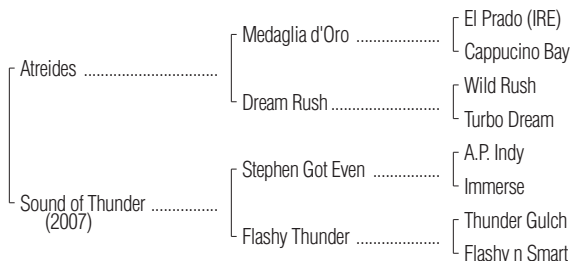 El Prado (IRE)
Medaglia d'Oro ....................
Cappucino Bay
Atreides ................................
Wild Rush
Dream Rush ..........................
Turbo Dream
A.P. Indy
Stephen Got Even ................
Immerse
Sound of Thunder ................
(2007)
Thunder Gulch
Flashy Thunder ....................
Flashy n Smart